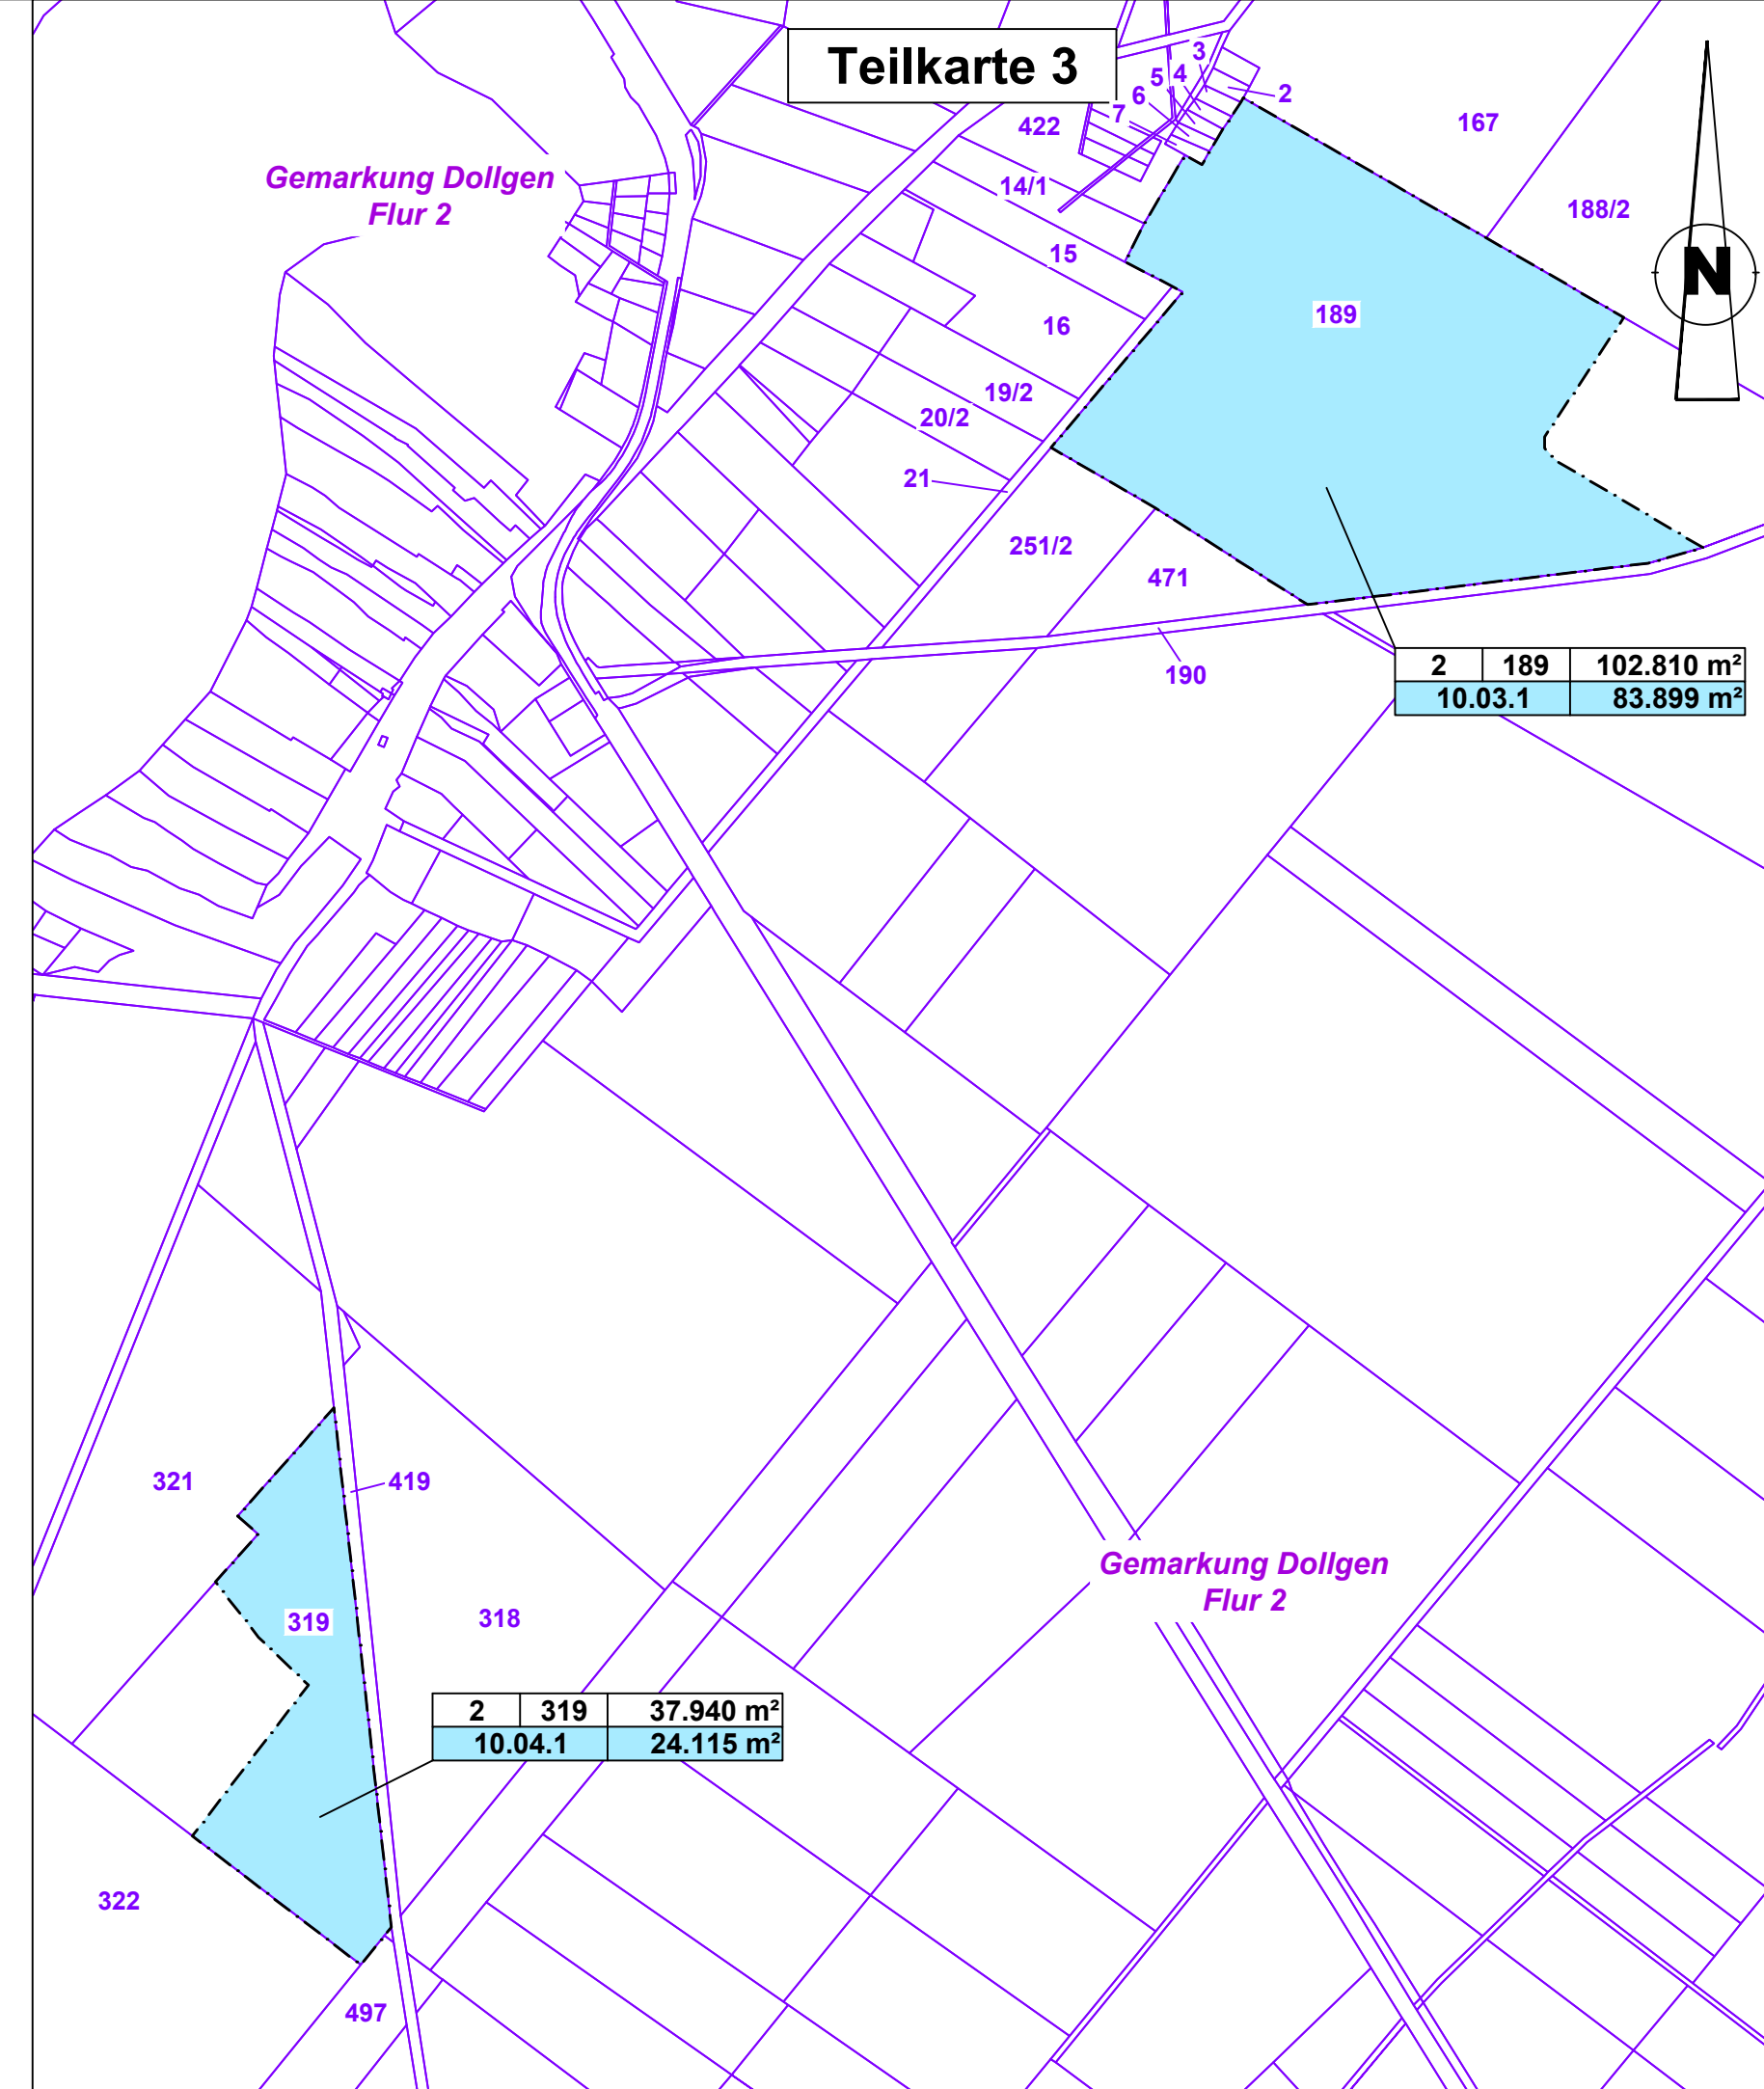 Teilkarte 3
3
5 4
6
2
7
422
167
Gemarkung Dollgen
Flur 2
14/1
188/2
15
N
189
16
19/2
20/2
21
251/2
471
190
2 189 102.810 m²
10.03.1 83.899 m²
321
419
Gemarkung Dollgen
Flur 2
319
318
2 319 37.940 m²
10.04.1 24.115 m²
322
497